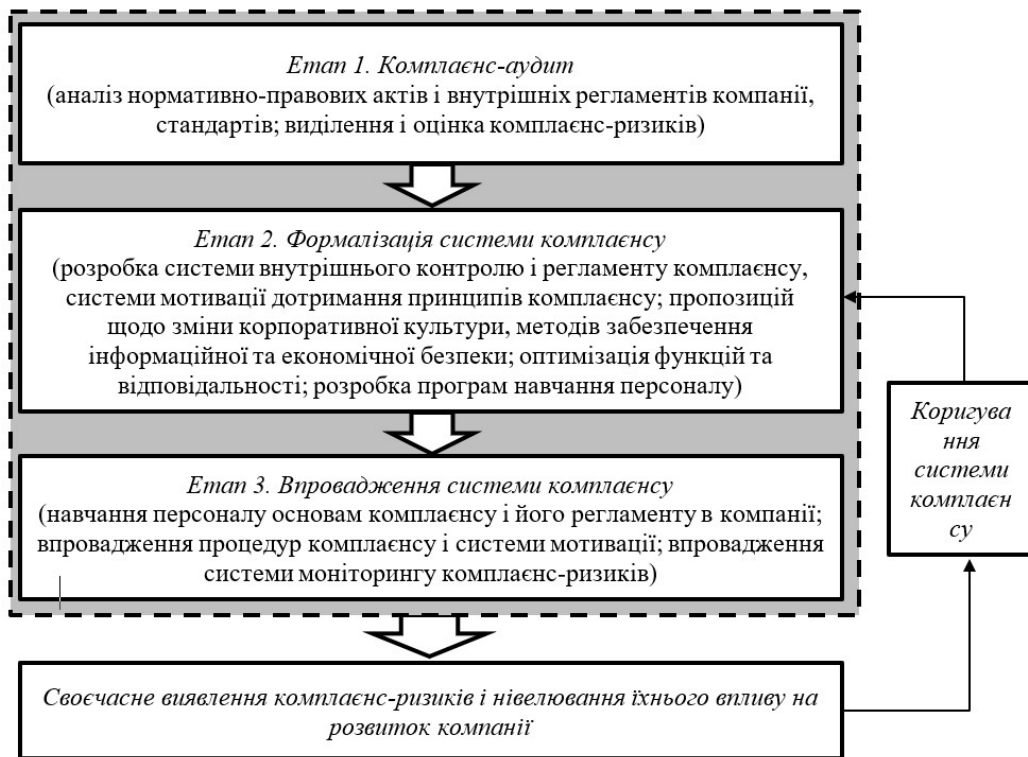 Етап 1. Комплаєнс-аудит
(аналіз нормативно-правових актів і внутрішніх регламентів компанії,
стандартів; виділення і оцінка комплаєнс-ризиків)
Етап 2. Формалізація системи комплаєнсу
(розробка системи внутрішнього контролю і регламенту комплаєнсу,
системи мотивації дотримання принципів комплаєнсу; пропозицій
щодо зміни корпоративної культури, методів забезпечення
інформаційної та економічної безпеки; оптимізація функцій та
відповідальності; розробка програм навчання персоналу)
Етап 3. Впровадження системи комплаєнсу
(навчання персоналу основам комплаєнсу і його регламенту в компанії;
впровадження процедур комплаєнсу і системи мотивації; впровадження
системи моніторингу комплаєнс-ризиків)
Своєчасне виявлення комплаєнс-ризиків і нівелювання їхнього впливу на
розвиток компанії
Коригува
ння
системи
комплаєн
су